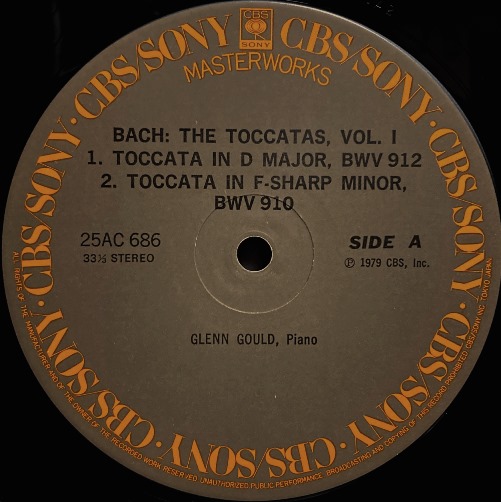 CBS/SONY · CBS/SONY · CBS/SONY · CBS/SONY · CBS/SONY · CBS/SONY · CBS/SONY · CBS/SONY
CBS
SONY
MASTERWORKS
BACH: THE TOCCATAS, VOL. I
1. TOCCATA IN D MAJOR, BWV 912
2. TOCCATA IN F-SHARP MINOR,
BWV 910
25AC 686
33⅓ STEREO
SIDE A
℗ 1979 CBS, Inc.
GLENN GOULD, Piano
ALL RIGHTS OF THE MANUFACTURER AND OF THE OWNER OF THE RECORDED WORK RESERVED. UNAUTHORIZED PUBLIC PERFORMANCE · BROADCASTING AND COPYING OF THIS RECORD PROHIBITED CBS/SONY INC · TOKYO JAPAN